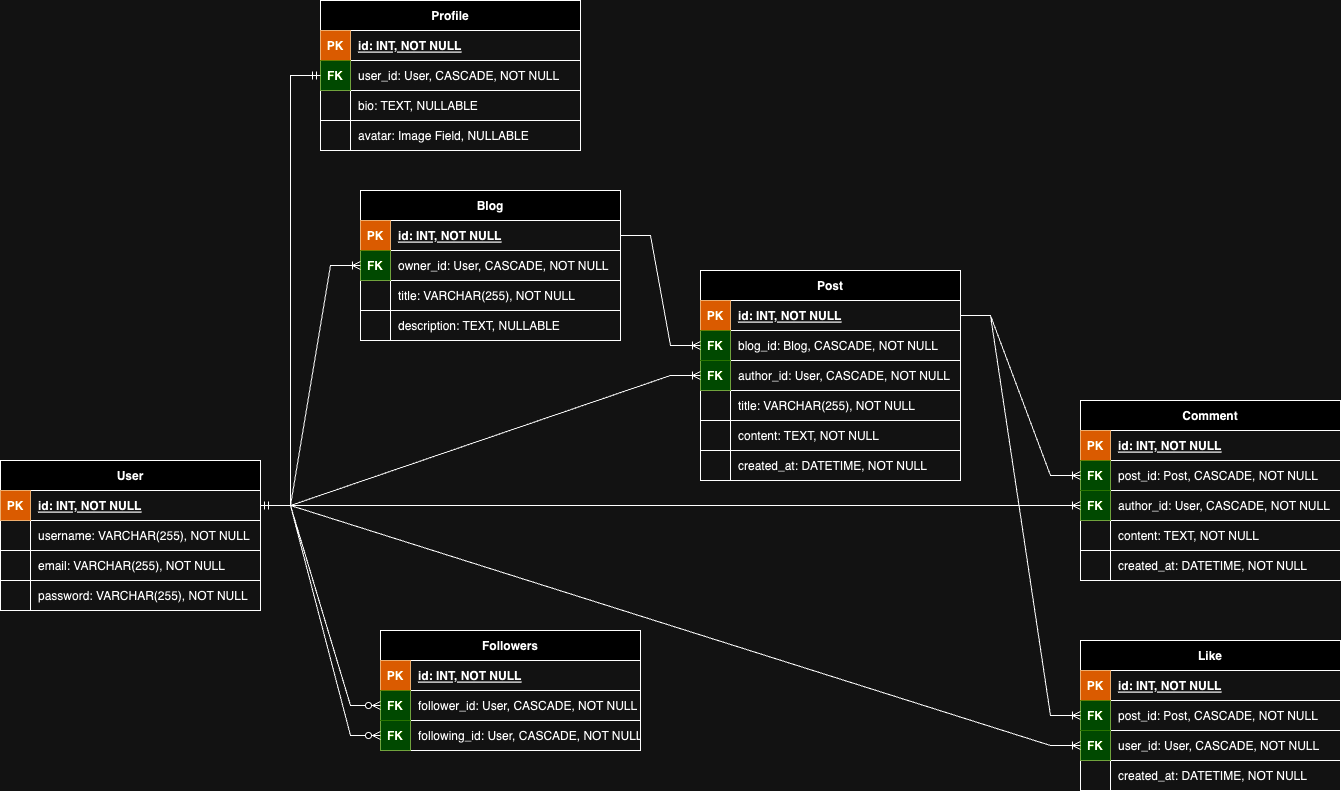 Profile
PK id: INT, NOT NULL
FK user_id: User, CASCADE, NOT NULL
bio: TEXT, NULLABLE
avatar: Image Field, NULLABLE
Blog
PK id: INT, NOT NULL
FK owner_id: User, CASCADE, NOT NULL
title: VARCHAR(255), NOT NULL
description: TEXT, NULLABLE
Post
PK id: INT, NOT NULL
FK blog_id: Blog, CASCADE, NOT NULL
FK author_id: User, CASCADE, NOT NULL
title: VARCHAR(255), NOT NULL
content: TEXT, NOT NULL
created_at: DATETIME, NOT NULL
Comment
PK id: INT, NOT NULL
FK post_id: Post, CASCADE, NOT NULL
FK author_id: User, CASCADE, NOT NULL
content: TEXT, NOT NULL
created_at: DATETIME, NOT NULL
User
PK id: INT, NOT NULL
username: VARCHAR(255), NOT NULL
email: VARCHAR(255), NOT NULL
password: VARCHAR(255), NOT NULL
Followers
PK id: INT, NOT NULL
FK follower_id: User, CASCADE, NOT NULL
FK following_id: User, CASCADE, NOT NULL
Like
PK id: INT, NOT NULL
FK post_id: Post, CASCADE, NOT NULL
FK user_id: User, CASCADE, NOT NULL
created_at: DATETIME, NOT NULL